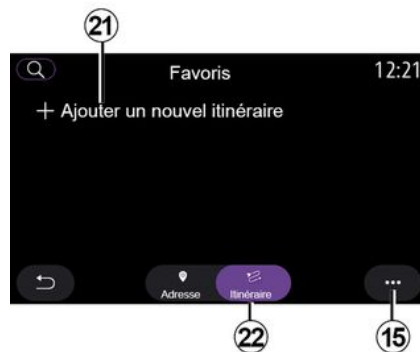 21
Favoris
12:21
+ Ajouter un nouvel itinéraire
Adresse
Itinéraire
...
22
15